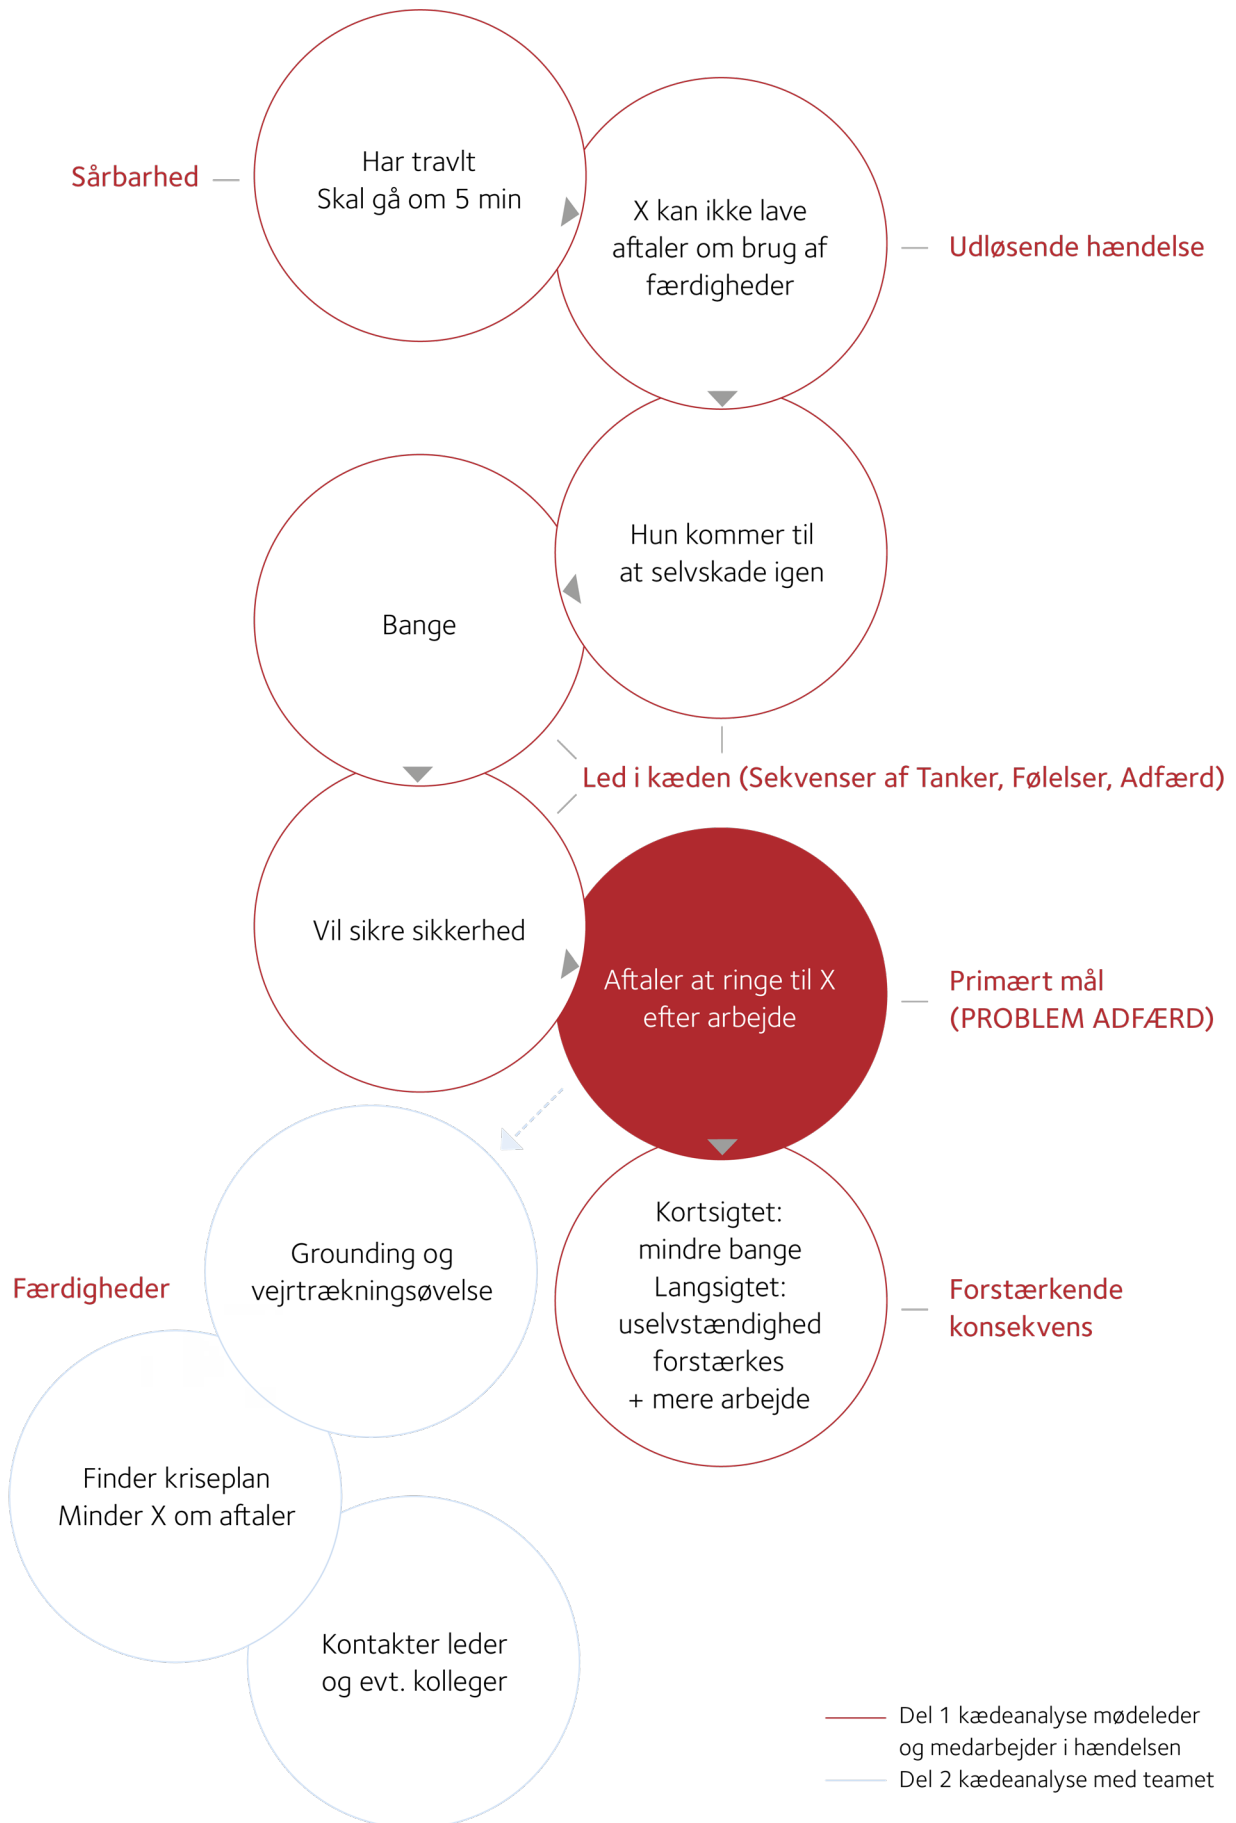 Sårbarhed
Har travlt
Skal gå om 5 min
X kan ikke lave
aftaler om brug af
færdigheder
Udløsende hændelse
Hun kommer til
at selvskade igen
Bange
Led i kæden (Sekvenser af Tanker, Følelser, Adfærd)
Vil sikre sikkerhed
Aftaler at ringe til X
efter arbejde
Primært mål
(PROBLEM ADFÆRD)
Kortsigtet:
mindre bange
Langsigtet:
uselvstændighed
forstærkes
+ mere arbejde
Forstærkende
konsekvens
Færdigheder
Grounding og
vejrtrækningsøvelse
Finder kriseplan
Minder X om aftaler
Kontakter leder
og evt. kolleger
Del 1 kædeanalyse mødeleder
og medarbejder i hændelsen
Del 2 kædeanalyse med teamet